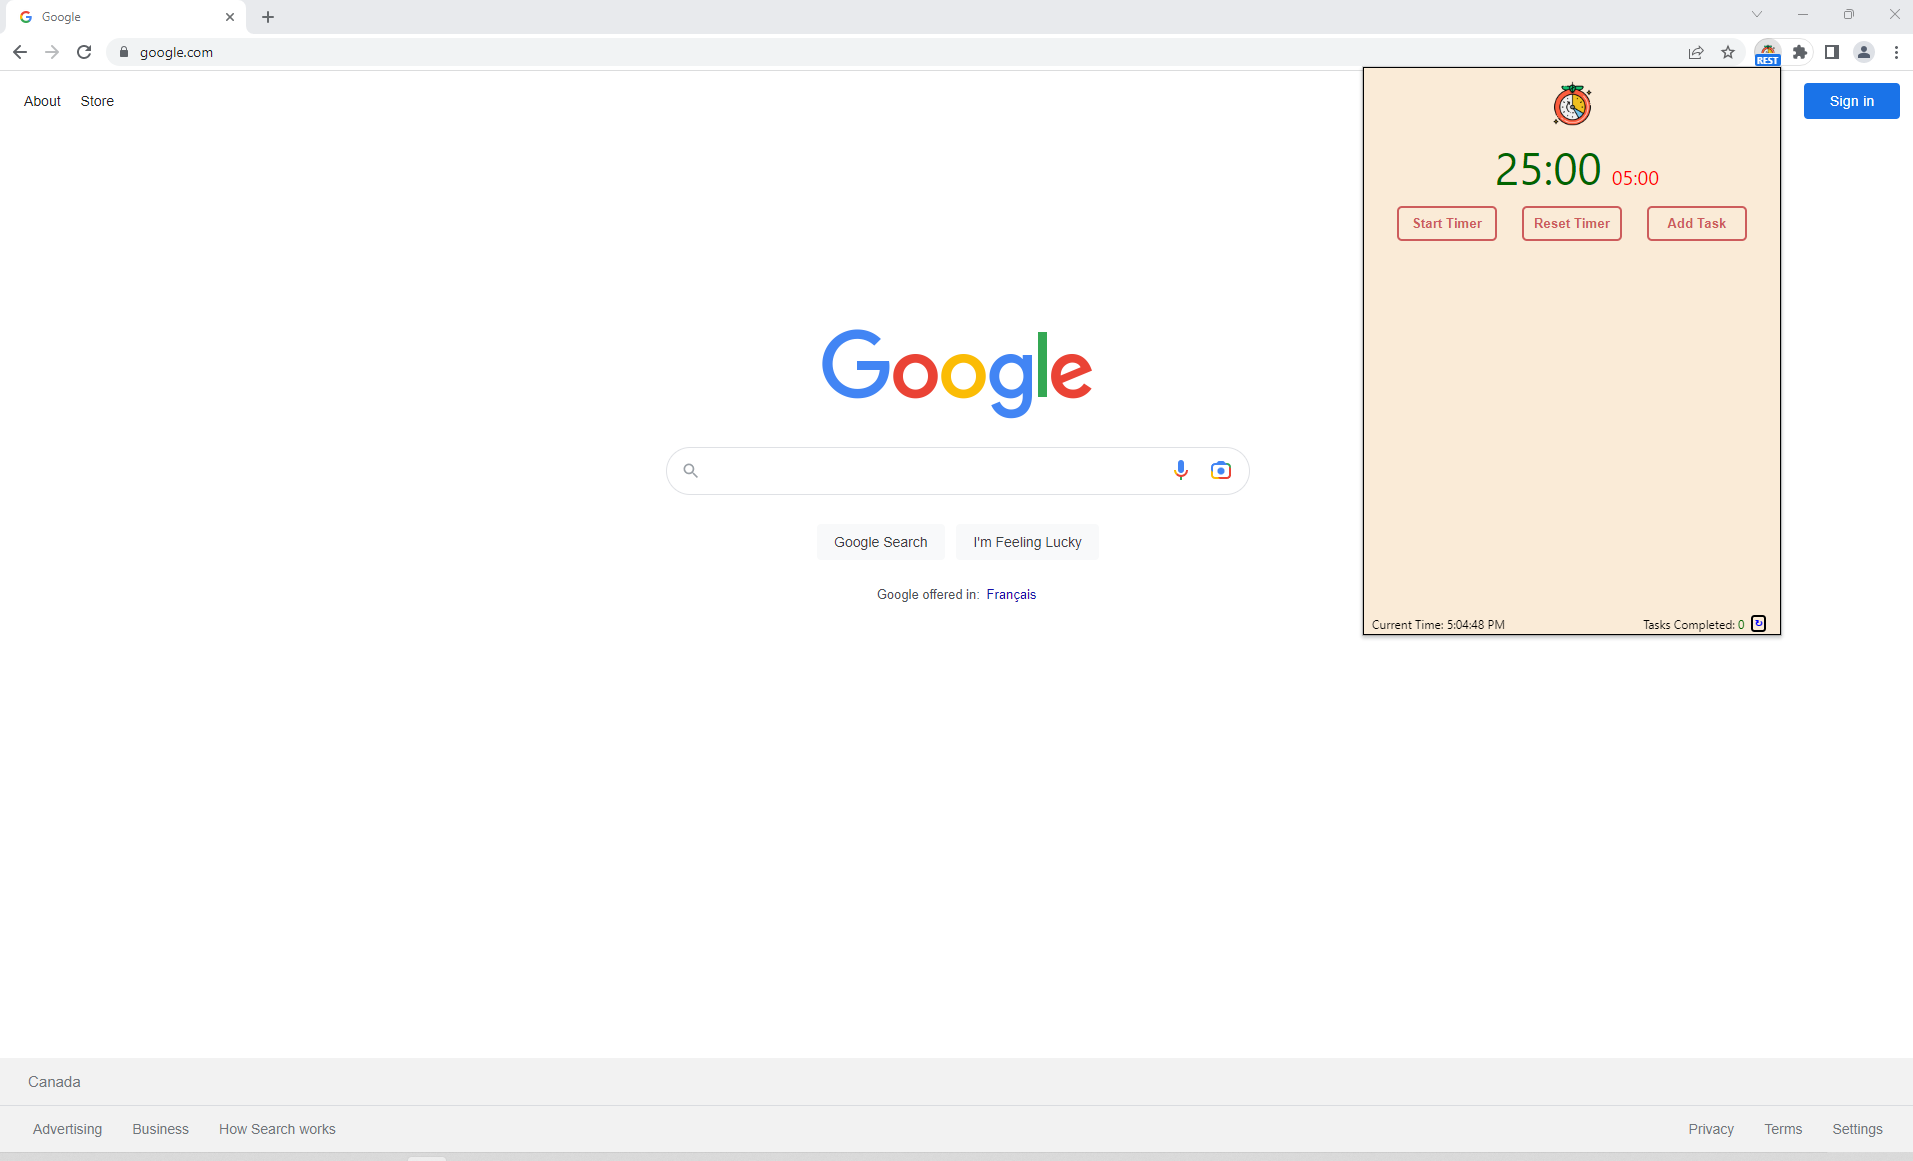 Google
google.com
REST
About Store
Sign in
25:00 05:00
Start Timer Reset Timer Add Task
Google
Google Search I'm Feeling Lucky
Google offered in: Français
Current Time: 5:04:48 PM Tasks Completed: 0
Canada
Advertising Business How Search works Privacy Terms Settings